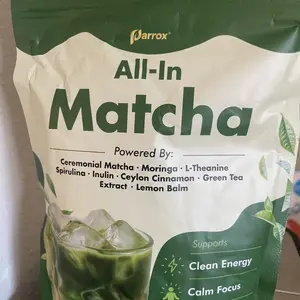 Parrox®
All-In
Matcha
Powered By:
Ceremonial Matcha · Moringa · L-Theanine
Spirulina · Inulin · Ceylon Cinnamon · Green Tea
Extract · Lemon Balm
Supports
Clean Energy
Calm Focus